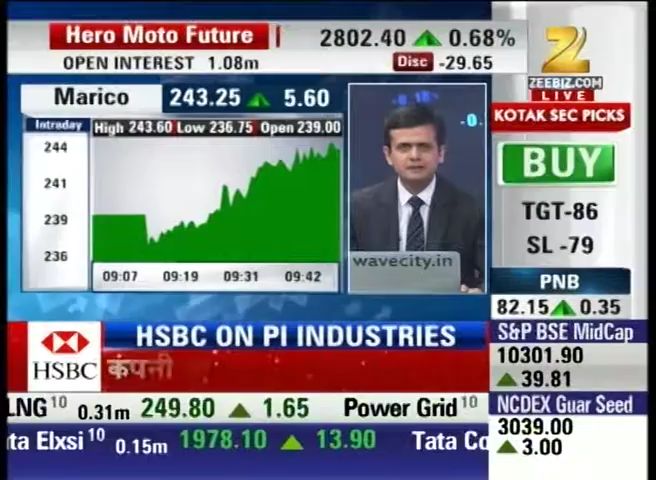 Hero Moto Future
2802.40 0.68%
OPEN INTEREST 1.08m
Disc -29.65
ZEEBIZ.COM
LIVE
Marico
243.25 5.60
Intraday
High 243.60 Low 236.75 Open 239.00
244
241
239
236
09:07 09:19 09:31 09:42
wavecity.in
KOTAK SEC PICKS
BUY
TGT-86
SL -79
PNB
82.15 0.35
HSBC ON PI INDUSTRIES
HSBC
कंपनी
S&P BSE MidCap
10301.90
39.81
LNG 10 0.31m 249.80 1.65 Power Grid 10
NCDEX Guar Seed
3039.00
3.00
ta Elxsi 10 0.15m 1978.10 13.90 Tata Co